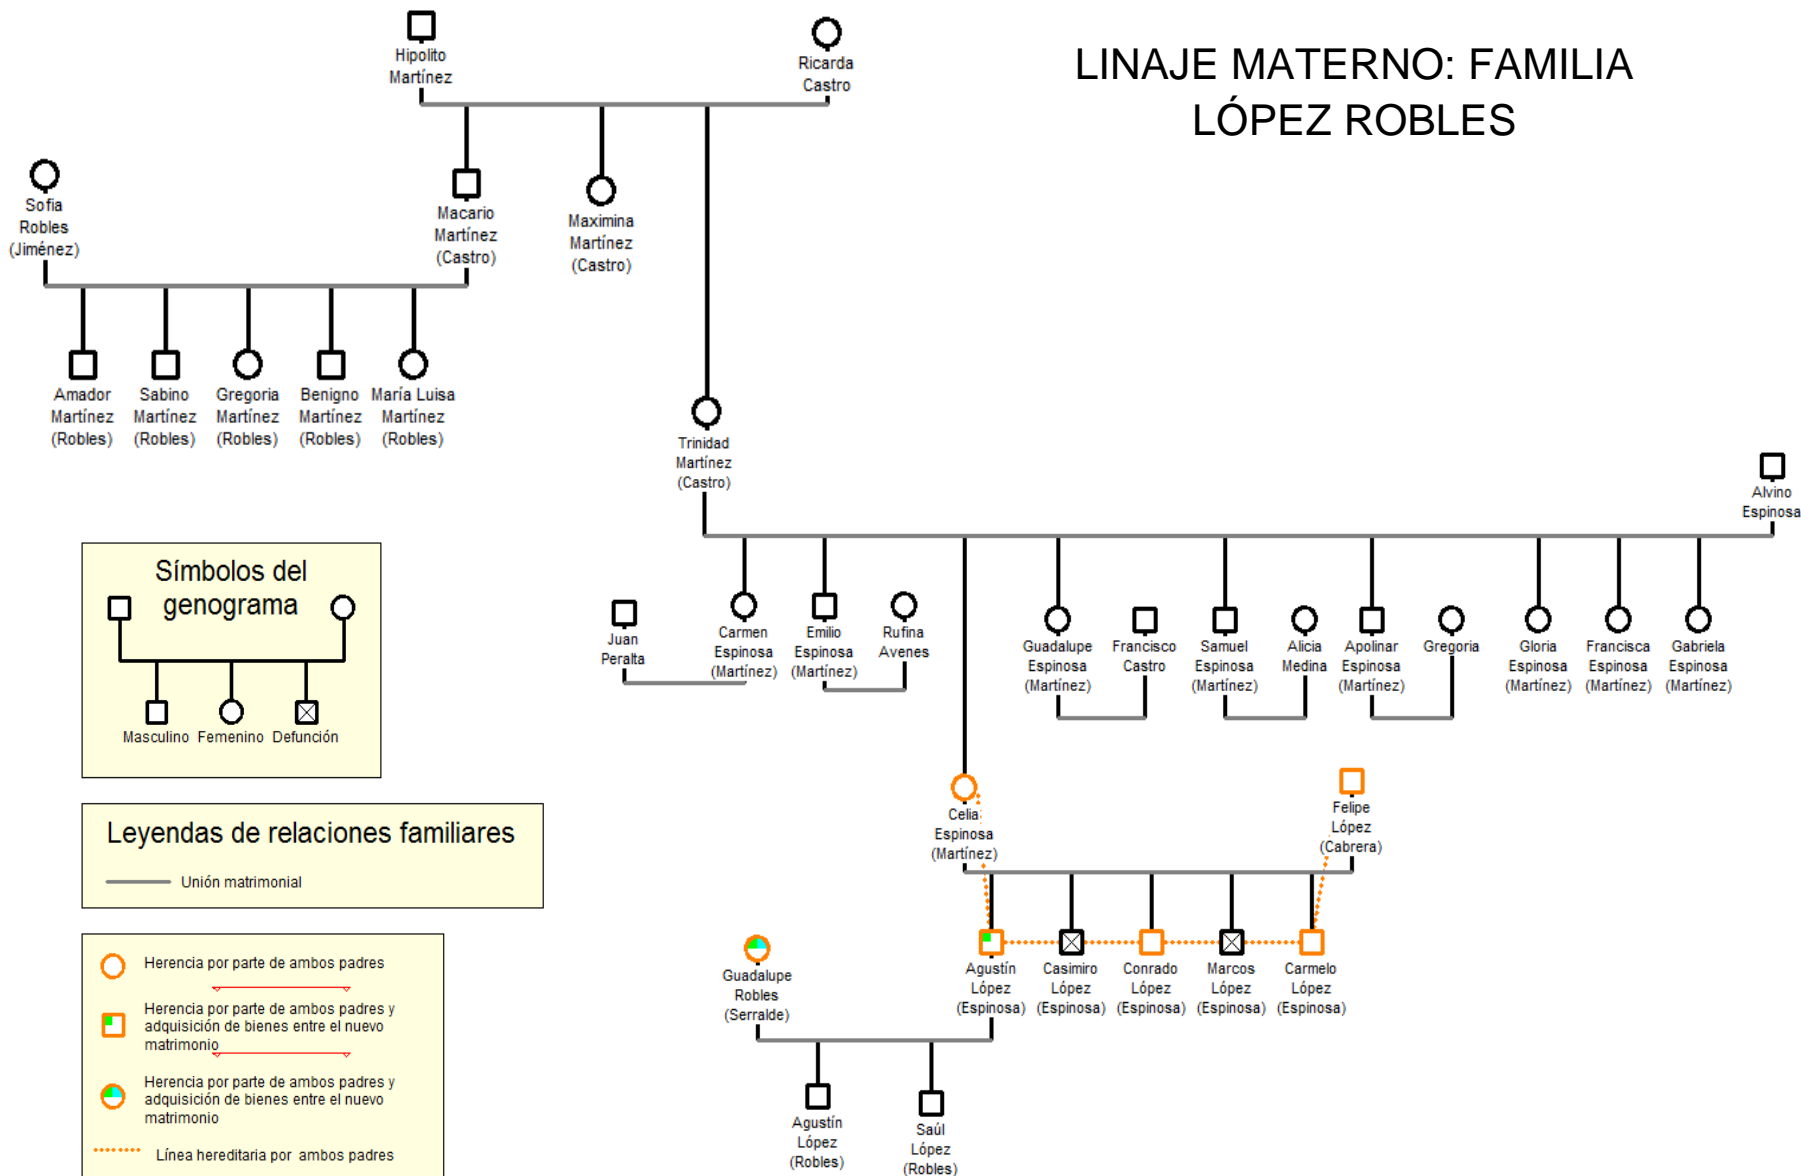 LINAJE MATERNO: FAMILIA
LÓPEZ ROBLES
Hipolito
Martínez
Ricarda
Castro
Sofia
Robles
(Jiménez)
Macario
Martínez
(Castro)
Maximina
Martínez
(Castro)
Amador
Martínez
(Robles)
Sabino
Martínez
(Robles)
Gregoria
Martínez
(Robles)
Benigno
Martínez
(Robles)
María Luisa
Martínez
(Robles)
Trinidad
Martínez
(Castro)
Alvino
Espinosa
Juan
Peralta
Carmen
Espinosa
(Martínez)
Emilio
Espinosa
(Martínez)
Rufina
Avenes
Guadalupe
Espinosa
(Martínez)
Francisco
Castro
Samuel
Espinosa
(Martínez)
Alicia
Medina
Apolinar
Espinosa
(Martínez)
Gregoria
Gloria
Espinosa
(Martínez)
Francisca
Espinosa
(Martínez)
Gabriela
Espinosa
(Martínez)
Símbolos del
genograma
Masculino Femenino Defunción
Celia
Espinosa
(Martínez)
Felipe
López
(Cabrera)
Leyendas de relaciones familiares
Unión matrimonial
Guadalupe
Robles
(Serralde)
Agustín
López
(Espinosa)
Casimiro
López
(Espinosa)
Conrado
López
(Espinosa)
Marcos
López
(Espinosa)
Carmelo
López
(Espinosa)
Herencia por parte de ambos padres
Herencia por parte de ambos padres y
adquisición de bienes entre el nuevo
matrimonio
Herencia por parte de ambos padres y
adquisición de bienes entre el nuevo
matrimonio
Línea hereditaria por ambos padres
Agustín
López
(Robles)
Saúl
López
(Robles)